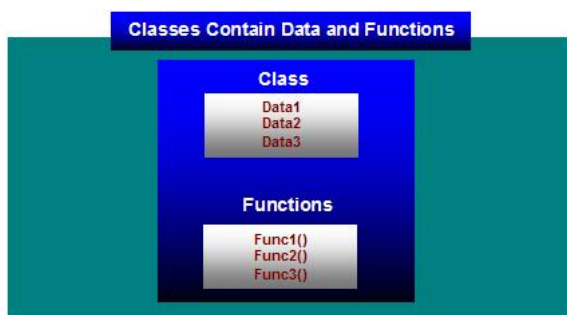 Classes Contain Data and Functions
Class
Data1
Data2
Data3
Functions
Func1()
Func2()
Func3()